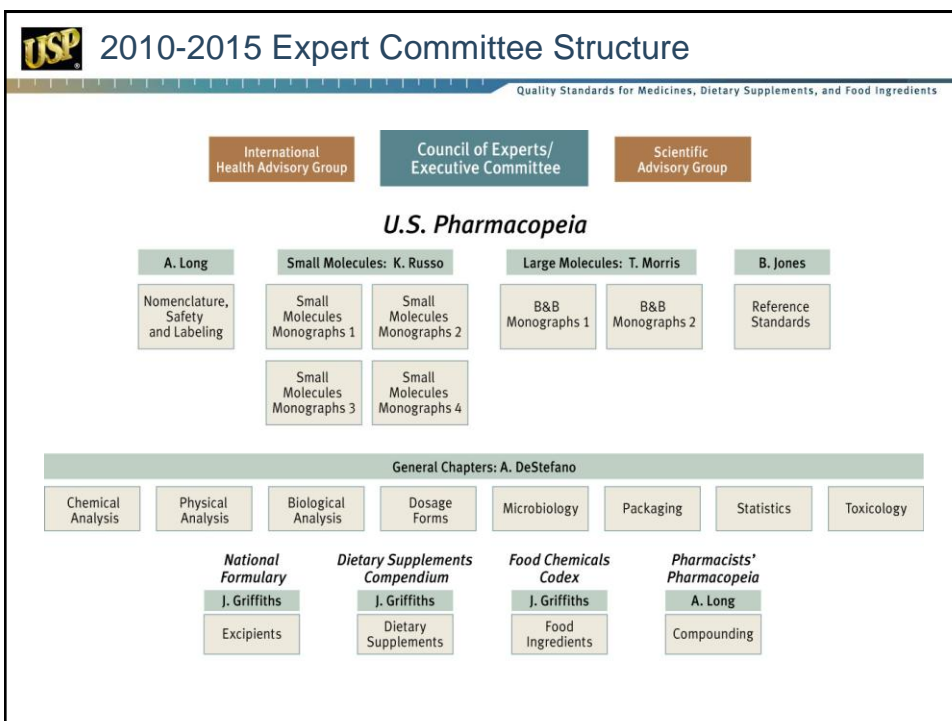 USP
®
2010-2015 Expert Committee Structure
Quality Standards for Medicines, Dietary Supplements, and Food Ingredients
International
Health Advisory Group
Council of Experts/
Executive Committee
Scientific
Advisory Group
U.S. Pharmacopeia
A. Long
Nomenclature,
Safety
and Labeling
Small Molecules: K. Russo
Small
Molecules
Monographs 1
Small
Molecules
Monographs 2
Small
Molecules
Monographs 3
Small
Molecules
Monographs 4
Large Molecules: T. Morris
B&B
Monographs 1
B&B
Monographs 2
B. Jones
Reference
Standards
General Chapters: A. DeStefano
Chemical
Analysis
Physical
Analysis
Biological
Analysis
Dosage
Forms
Microbiology
Packaging
Statistics
Toxicology
National
Formulary
J. Griffiths
Excipients
Dietary Supplements
Compendium
J. Griffiths
Dietary
Supplements
Food Chemicals
Codex
J. Griffiths
Food
Ingredients
Pharmacists'
Pharmacopeia
A. Long
Compounding